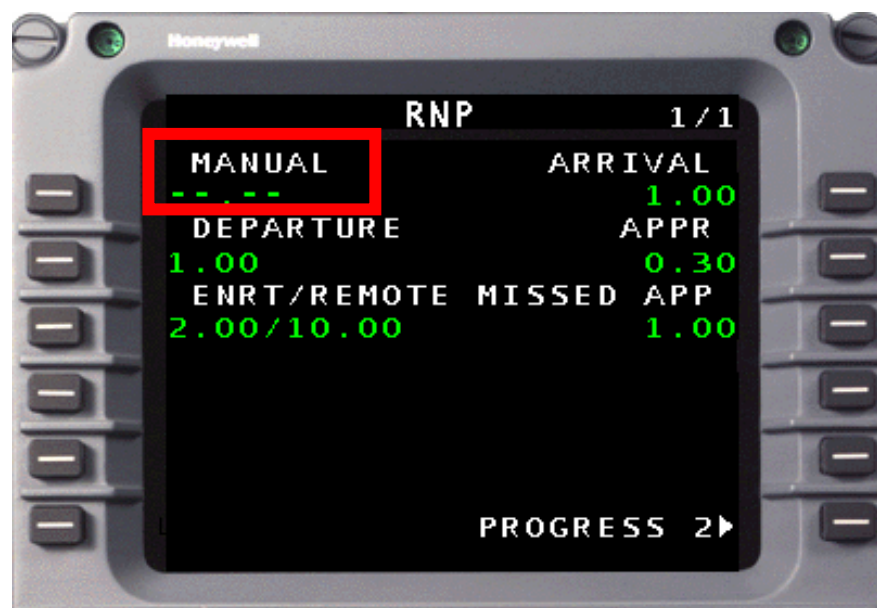 Honeywell
RNP 1/1
MANUAL ARRIVAL
--.-- 1.00
DEPARTURE APPR
1.00 0.30
ENRT/REMOTE MISSED APP
2.00/10.00 1.00
PROGRESS 2▶